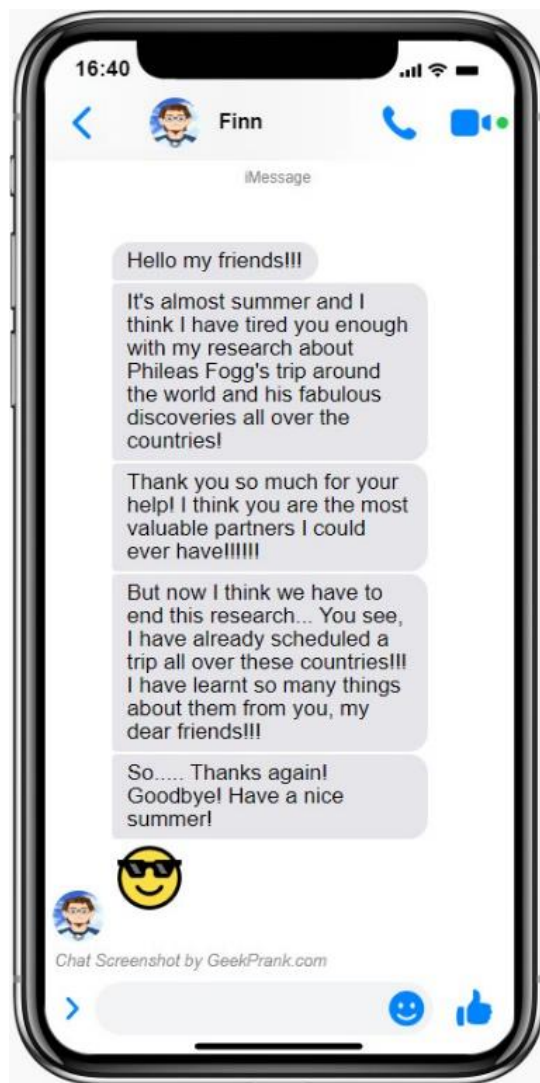 16:40
Finn
iMessage
Hello my friends!!!
It's almost summer and I
think I have tired you enough
with my research about
Phileas Fogg's trip around
the world and his fabulous
discoveries all over the
countries!
Thank you so much for your
help! I think you are the most
valuable partners I could
ever have!!!!!!
But now I think we have to
end this research... You see,
I have already scheduled a
trip all over these countries!!!
I have learnt so many things
about them from you, my
dear friends!!!
So..... Thanks again!
Goodbye! Have a nice
summer!
Chat Screenshot by GeekPrank.com